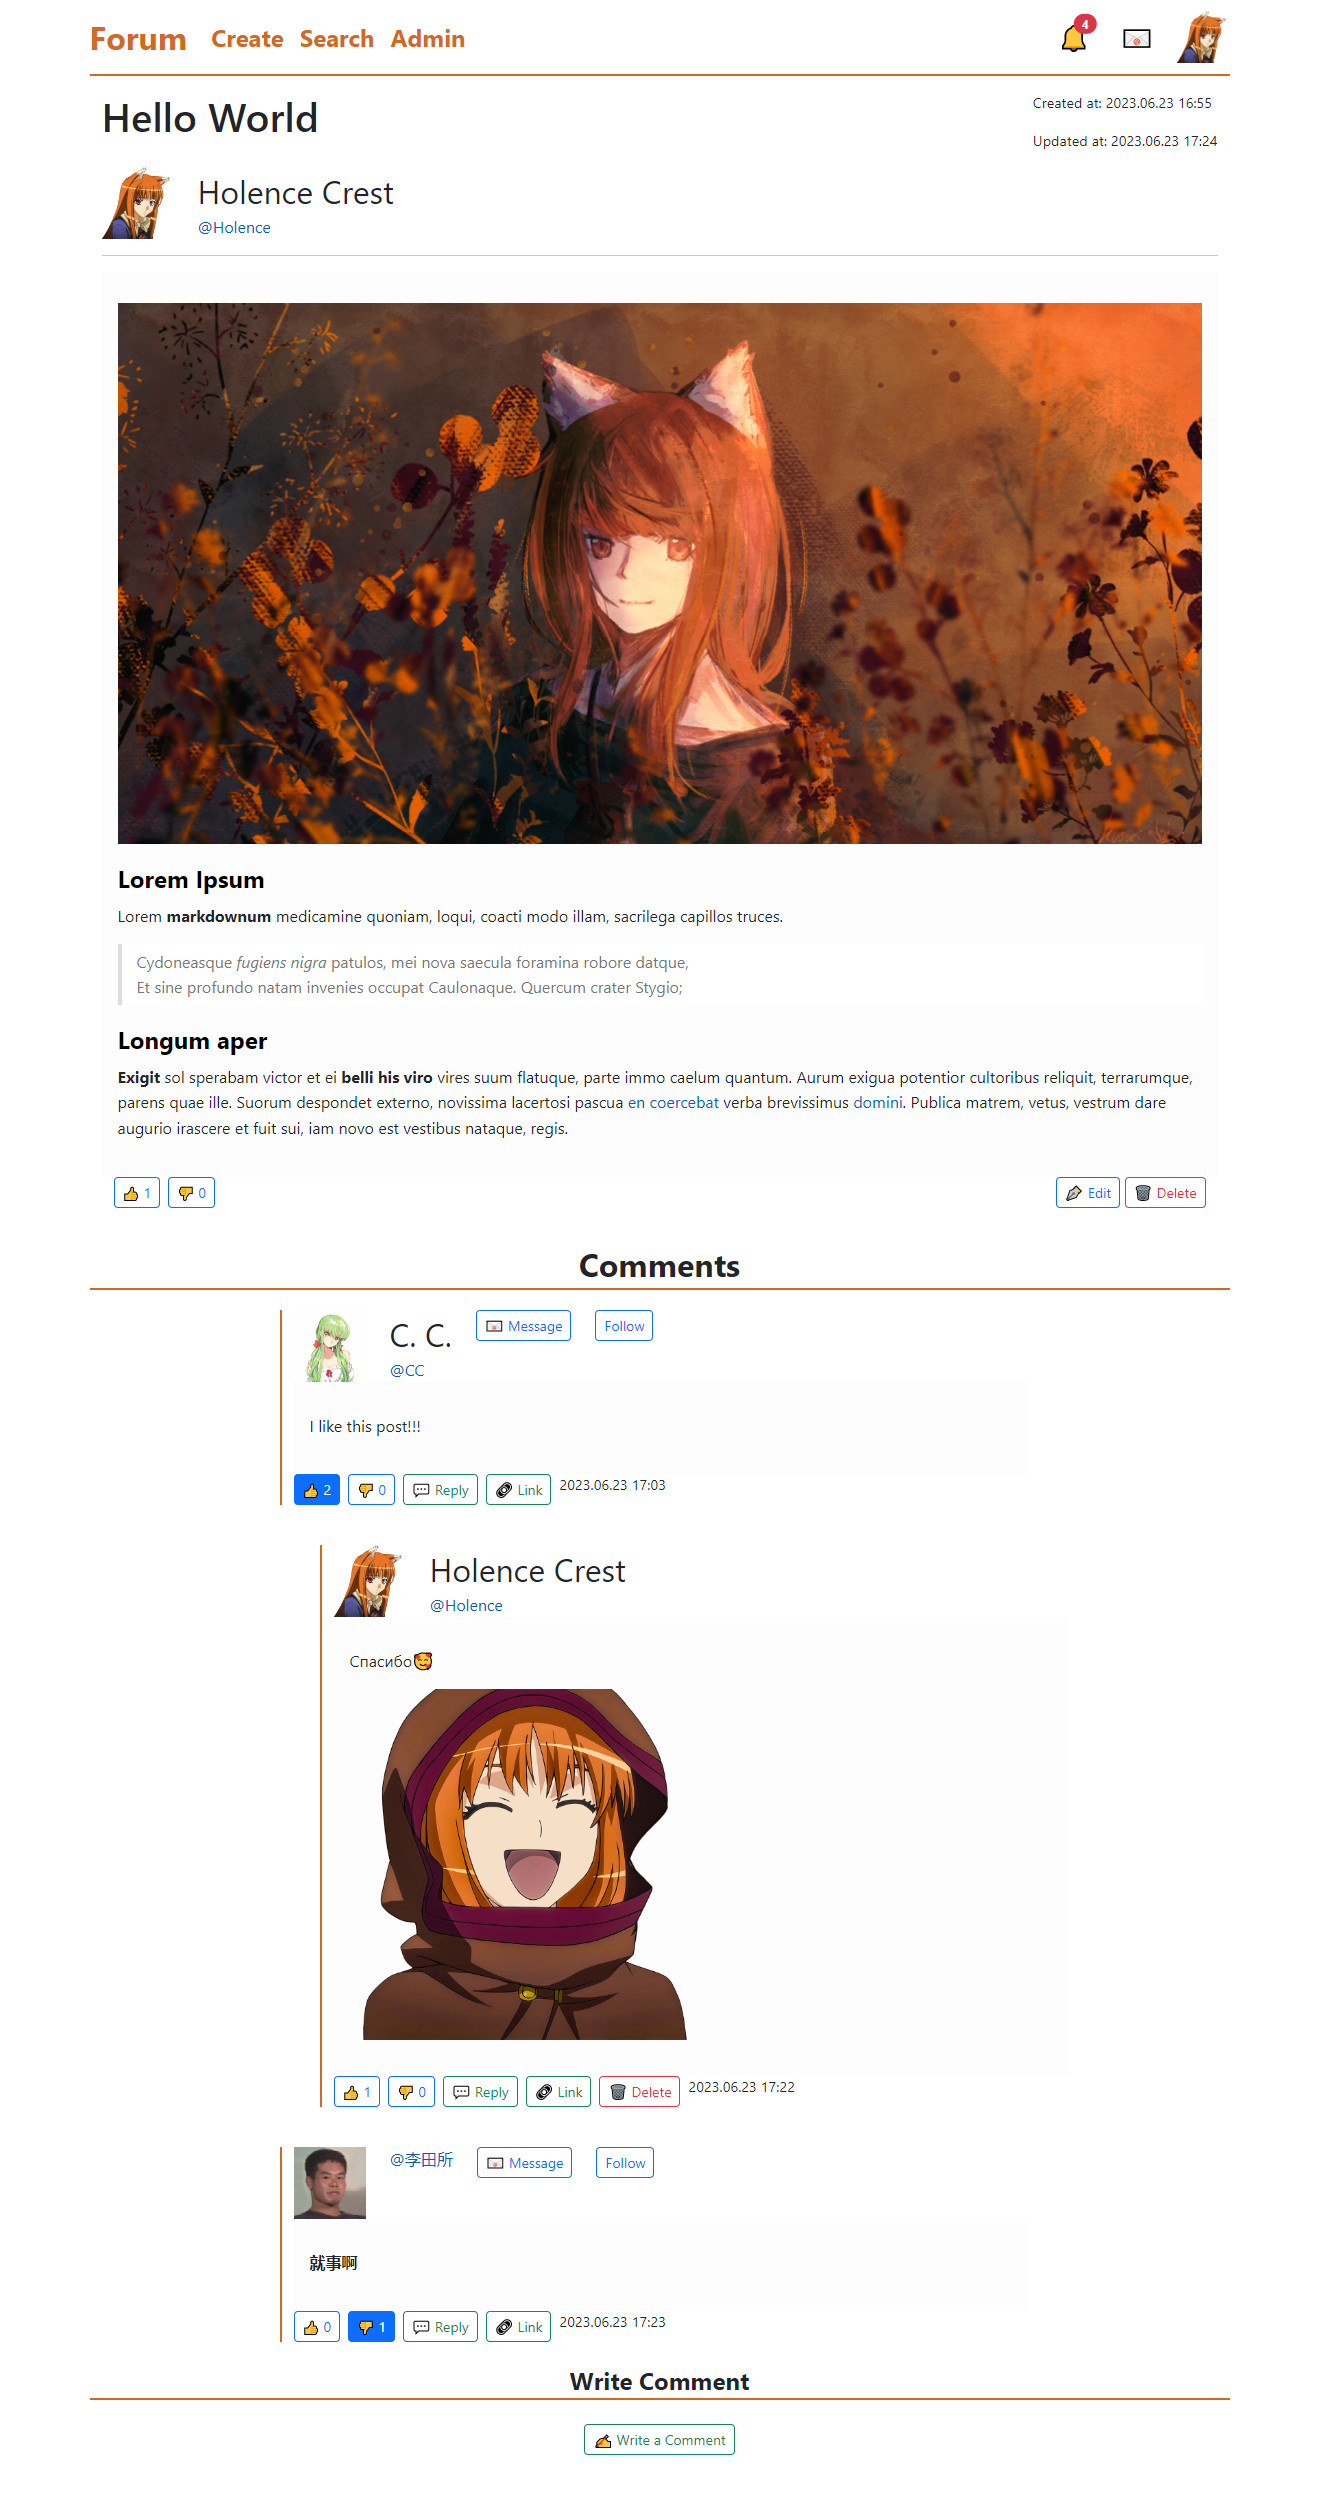 Forum Create Search Admin 4
Hello World
Created at: 2023.06.23 16:55
Updated at: 2023.06.23 17:24
Holence Crest
@Holence
Lorem Ipsum
Lorem markdownum medicamine quoniam, loqui, coacti modo illam, sacrilega capillos truces.
Cydoneasque fugiens nigra patulos, mei nova saecula foramina robore datque,
Et sine profundo natam invenies occupat Caulonaque. Quercum crater Stygio;
Longum aper
Exigit sol sperabam victor et ei belli his viro vires suum flatuque, parte immo caelum quantum. Aurum exigua potentior cultoribus reliquit, terrarumque,
parens quae ille. Suorum despondet externo, novissima lacertosi pascua en coercebat verba brevissimus domini. Publica matrem, vetus, vestrum dare
augurio irascere et fuit sui, iam novo est vestibus nataque, regis.
👍 1 👎 0 Edit Delete
Comments
C. C. Message Follow
@CC
I like this post!!!
👍 2 👎 0 Reply Link 2023.06.23 17:03
Holence Crest
@Holence
Спасибо🥰
👍 1 👎 0 Reply Link Delete 2023.06.23 17:22
@李田所 Message Follow
就事啊
👍 0 👎 1 Reply Link 2023.06.23 17:23
Write Comment
Write a Comment